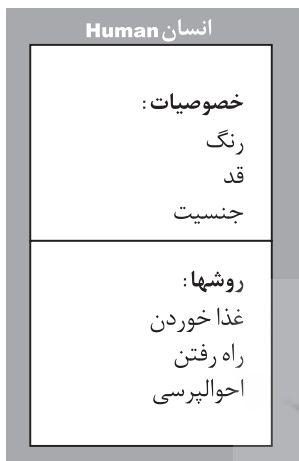 انسان Human
خصوصیات:
رنگ
قد
جنسیت
روشها:
غذا خوردن
راه رفتن
احوالپرسی